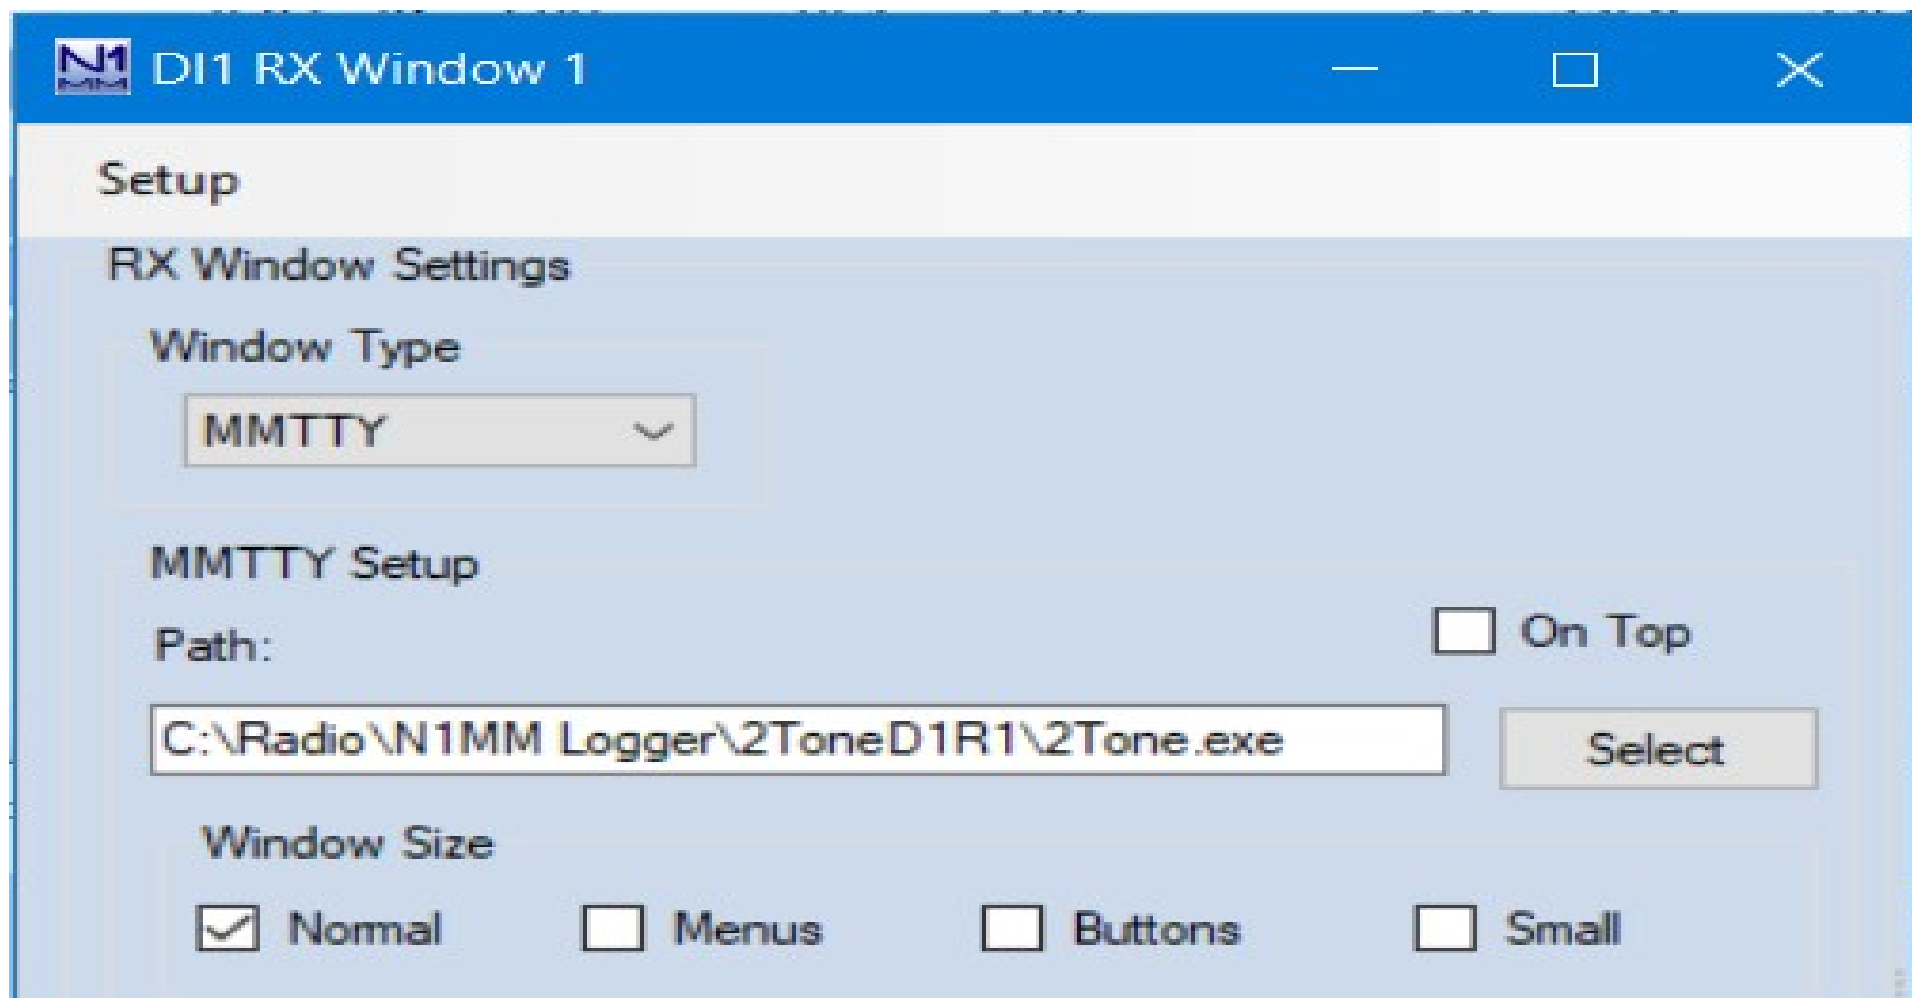 N1
MM
DI1 RX Window 1
Setup
RX Window Settings
Window Type
MMTTY
MMTTY Setup
On Top
Path:
C:\Radio\N1MM Logger\2ToneD1R1\2Tone.exe
Select
Window Size
Normal Menus Buttons Small